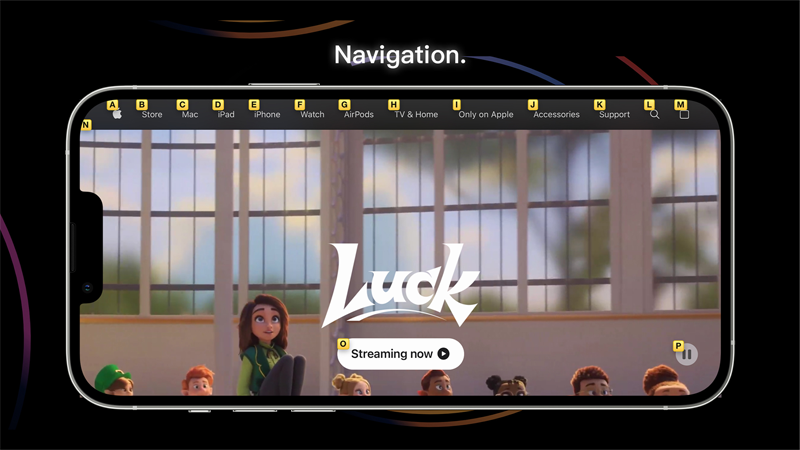 Navigation.
A B C D E F G H I J K L M
Store Mac iPad iPhone Watch AirPods TV & Home Only on Apple Accessories Support
N
Luck
O
Streaming now
P